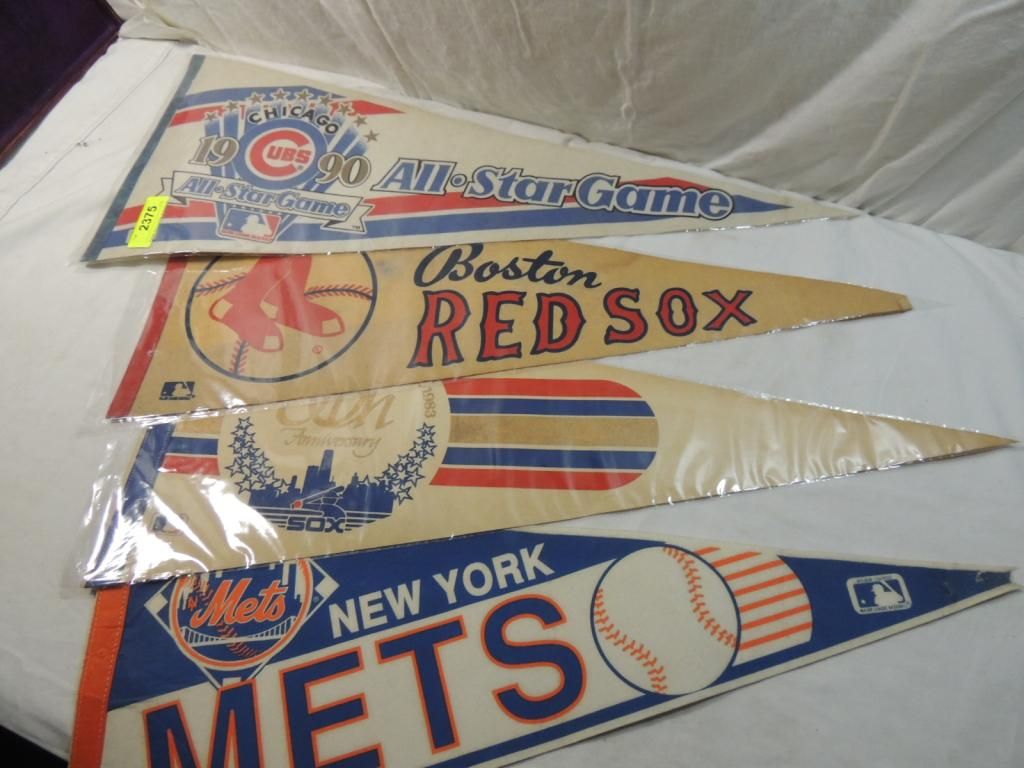 CHICAGO
19 CUBS 90
All-Star Game
All-Star Game
2375
Boston
RED SOX
®
1983
Anniversary
SOX
Mets
NEW YORK
METS